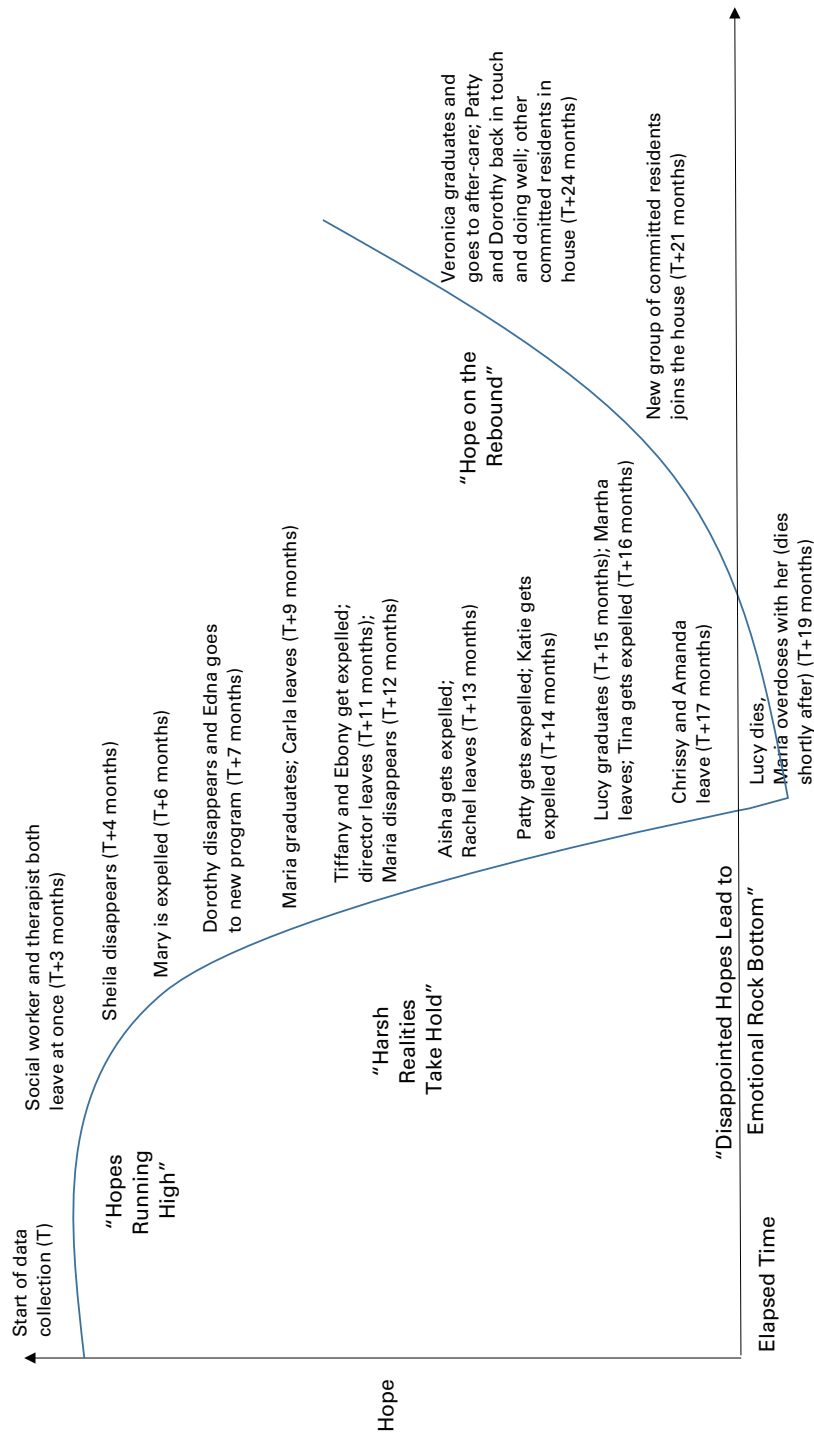 Start of data
collection (T)
Social worker and therapist both
leave at once (T+3 months)
Sheila disappears (T+4 months)
Mary is expelled (T+6 months)
Dorothy disappears and Edna goes
to new program (T+7 months)
Maria graduates; Carla leaves (T+9 months)
Tiffany and Ebony get expelled;
director leaves (T+11 months);
Maria disappears (T+12 months)
Aisha gets expelled;
Rachel leaves (T+13 months)
Patty gets expelled; Katie gets
expelled (T+14 months)
Lucy graduates (T+15 months); Martha
leaves; Tina gets expelled (T+16 months)
Chrissy and Amanda
leave (T+17 months)
Lucy dies,
Maria overdoses with her (dies
shortly after) (T+19 months)
New group of committed residents
joins the house (T+21 months)
Veronica graduates and
goes to after-care; Patty
and Dorothy back in touch
and doing well; other
committed residents in
house (T+24 months)
“Hopes
Running
High”
“Harsh
Realities
Take Hold”
“Disappointed Hopes Lead to
Emotional Rock Bottom”
“Hope on the
Rebound”
Hope
Elapsed Time